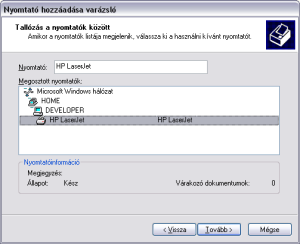 Nyomtató hozzáadása varázsló
Tallózás a nyomtatók között
Amikor a nyomtatók listája megjelenik, válassza ki a használni kívánt nyomtatót.
Nyomtató: HP LaserJet
Megosztott nyomtatók:
Microsoft Windows hálózat
HOME
DEVELOPER
HP LaserJet HP LaserJet
Nyomtatóinformáció
Megjegyzés:
Állapot: Kész Várakozó dokumentumok: 0
< Vissza Tovább > Mégse